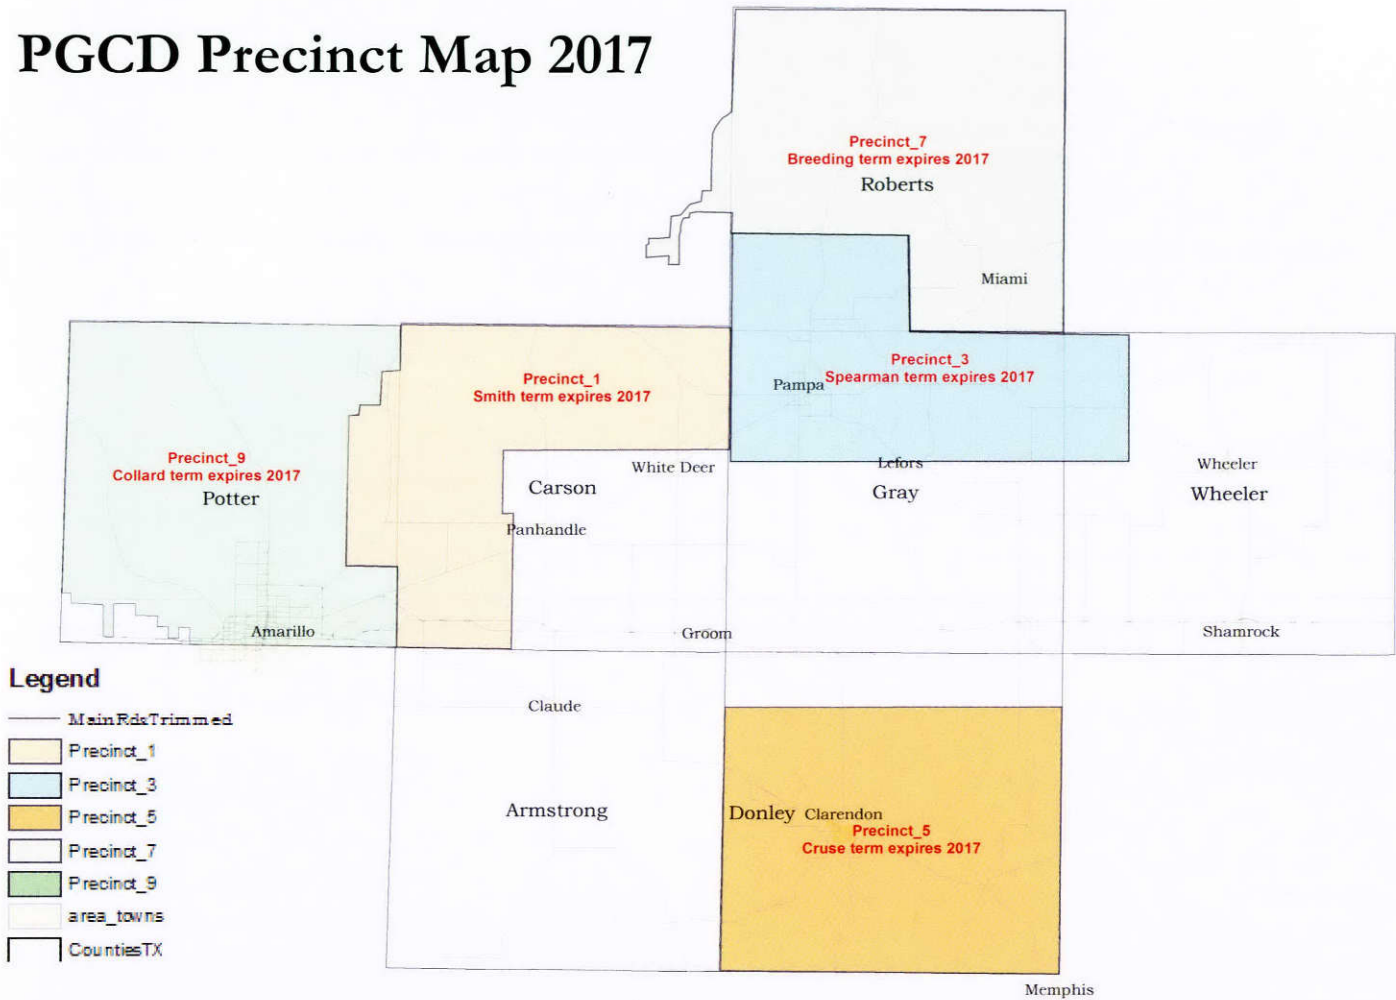 PGCD Precinct Map 2017
Precinct_7
Breeding term expires 2017
Roberts
Miami
Precinct_3
Spearman term expires 2017
Pampa
Precinct_1
Smith term expires 2017
Precinct_9
Collard term expires 2017
Potter
White Deer
Carson
Panhandle
Lefors
Gray
Wheeler
Wheeler
Amarillo
Groom
Shamrock
Claude
Armstrong
Donley
Clarendon
Precinct_5
Cruse term expires 2017
Memphis
Legend
MainRdsTrimmed
Precinct_1
Precinct_3
Precinct_5
Precinct_7
Precinct_9
area_towns
CountiesTX